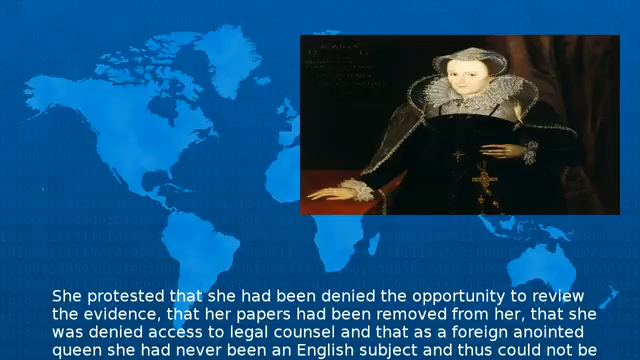 She protested that she had been denied the opportunity to review
the evidence, that her papers had been removed from her, that she
was denied access to legal counsel and that as a foreign anointed
queen she had never been an English subject and thus could not be